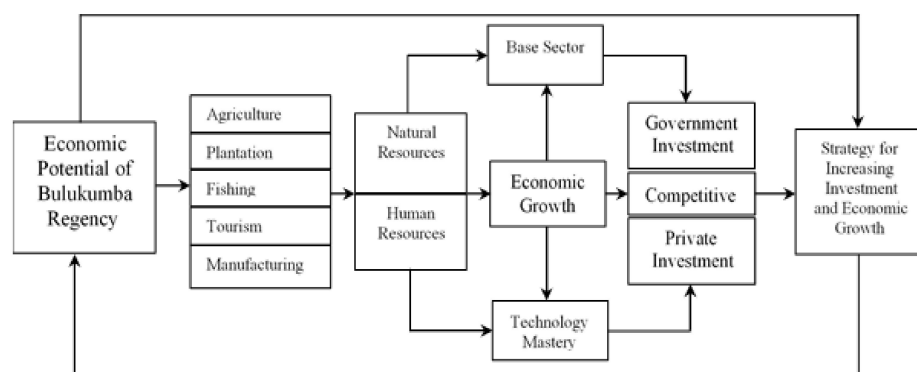 Economic
Potential of
Bulukumba
Regency
Agriculture
Plantation
Fishing
Tourism
Manufacturing
Natural
Resources
Human
Resources
Base Sector
Economic
Growth
Technology
Mastery
Government
Investment
Competitive
Private
Investment
Strategy for
Increasing
Investment
and Economic
Growth